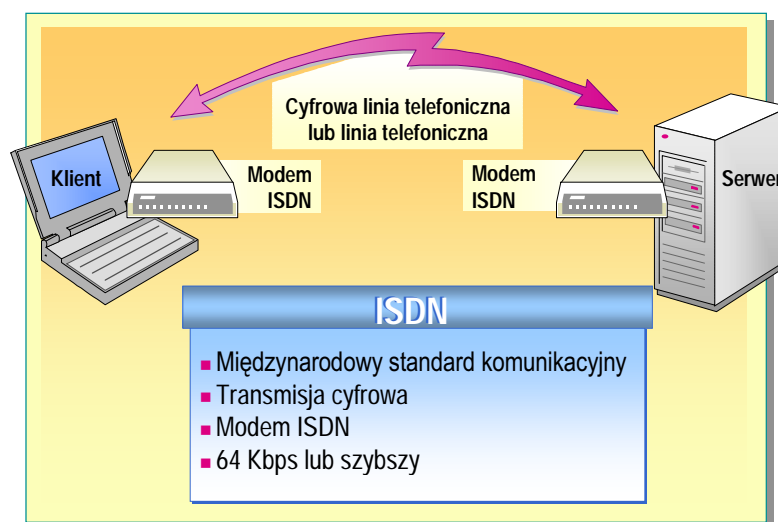 Cyfrowa linia telefoniczna
lub linia telefoniczna
Klient
Modem
ISDN
Modem
ISDN
Serwer
ISDN
Międzynarodowy standard komunikacyjny
Transmisja cyfrowa
Modem ISDN
64 Kbps lub szybszy